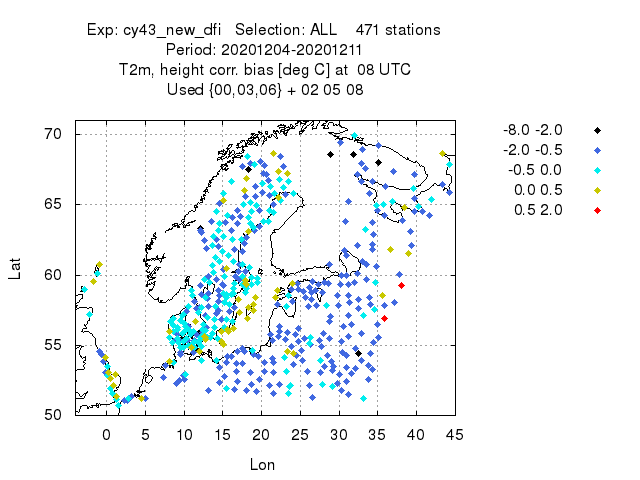 Exp: cy43_new_dfi   Selection: ALL    471 stations
Period: 20201204-20201211
T2m, height corr. bias [deg C] at  08 UTC
Used {00,03,06} + 02 05 08
70
65
60
55
50
Lat
0 5 10 15 20 25 30 35 40 45
Lon
-8.0 -2.0
-2.0 -0.5
-0.5 0.0
0.0 0.5
0.5 2.0